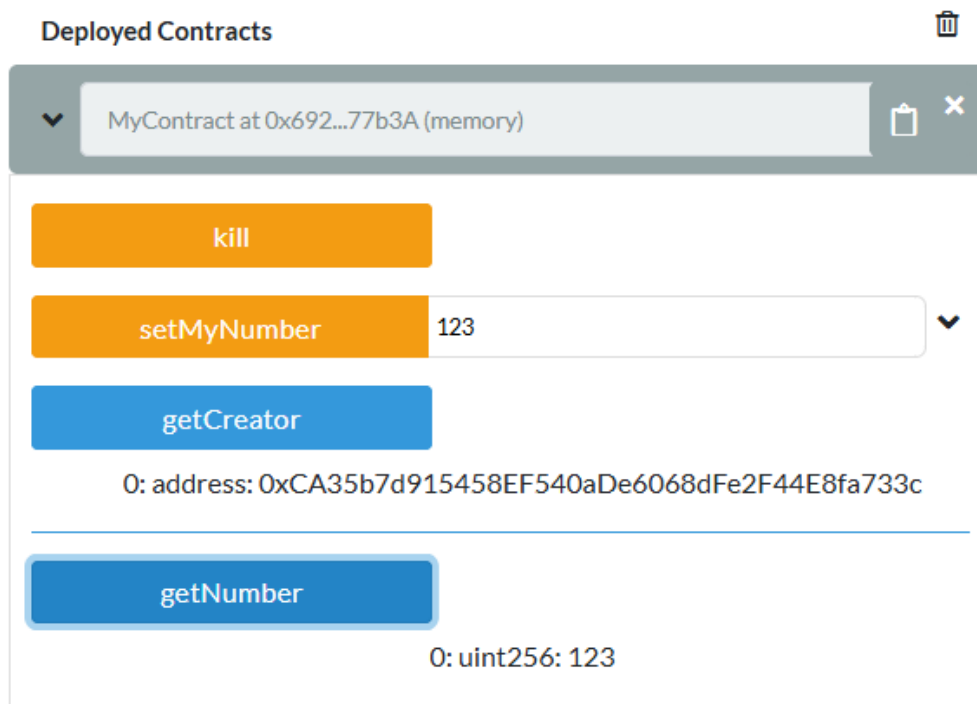 Deployed Contracts
MyContract at 0x692...77b3A (memory)
kill
setMyNumber 123
getCreator
0: address: 0xCA35b7d915458EF540aDe6068dFe2F44E8fa733c
getNumber
0: uint256: 123